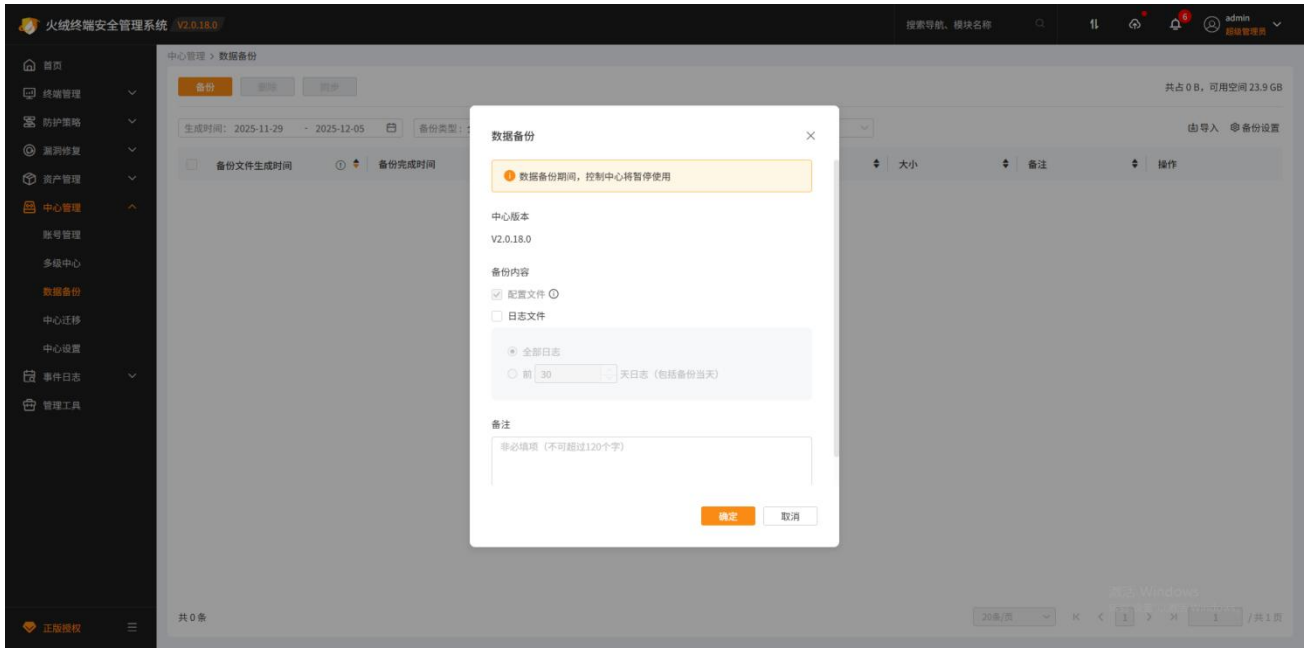 火绒终端安全管理系统 V2.0.18.0
搜索导航、模块名称
6
admin
超级管理员
首页
终端管理
防护策略
漏洞修复
资产管理
中心管理
账号管理
多级中心
数据备份
中心迁移
中心设置
事件日志
管理工具
正版授权
中心管理 > 数据备份
备份 删除 同步
共占 0 B，可用空间 23.9 GB
生成时间: 2025-11-29 - 2025-12-05 备份类型:
导入 备份设置
备份文件生成时间 备份完成时间 大小 备注 操作
数据备份
数据备份期间，控制中心将暂停使用
中心版本
V2.0.18.0
备份内容
配置文件
日志文件
全部日志
前 30 天日志（包括备份当天）
备注
非必填项（不可超过120个字）
确定 取消
激活 Windows
共 0 条
20条/页 1 1 / 共 1 页